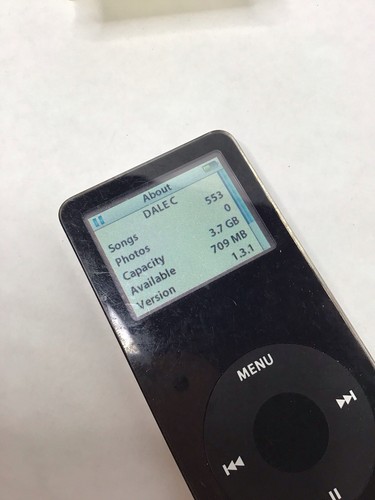 About
DALE C
Songs 553
Photos 0
Capacity 3.7 GB
Available 709 MB
Version 1.3.1
MENU